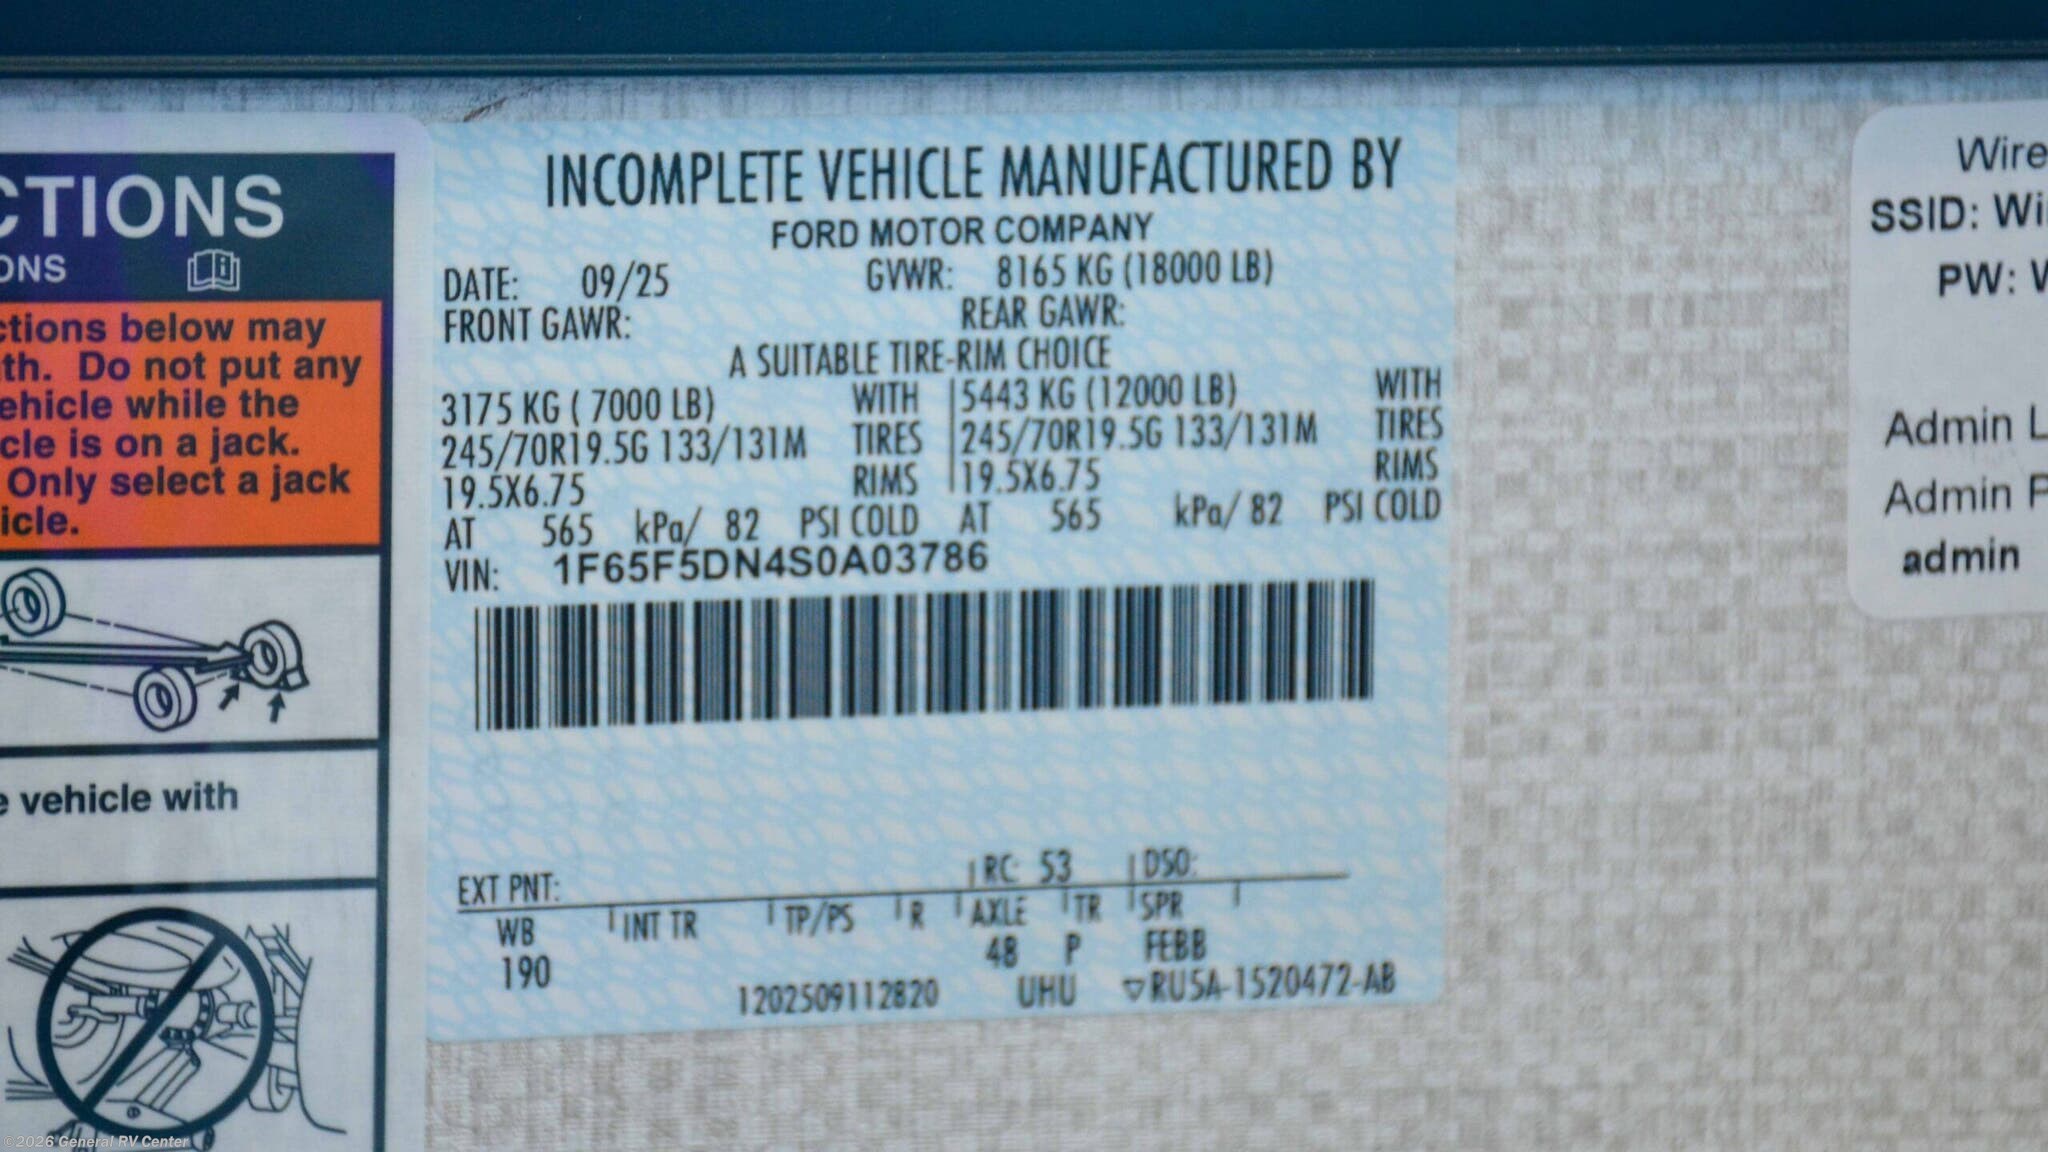 CTIONS
ONS
ctions below may
th. Do not put any
ehicle while the
cle is on a jack.
Only select a jack
icle.
e vehicle with
INCOMPLETE VEHICLE MANUFACTURED BY
FORD MOTOR COMPANY
DATE: 09/25 GVWR: 8165 KG (18000 LB)
FRONT GAWR: REAR GAWR:
A SUITABLE TIRE-RIM CHOICE
3175 KG ( 7000 LB) WITH 5443 KG (12000 LB) WITH
245/70R19.5G 133/131M TIRES 245/70R19.5G 133/131M TIRES
19.5X6.75 RIMS 19.5X6.75 RIMS
AT 565 kPa/ 82 PSI COLD AT 565 kPa/ 82 PSI COLD
VIN: 1F65F5DN4S0A03786
EXT PNT: RC: 53 DSO:
WB INT TR TP/PS R AXLE TR SPR
190 48 P FEBB
1202509112820 UHU ▽RUSA-1520472-AB
Wire
SSID: Wi
PW: W
Admin L
Admin P
admin
©2026 General RV Center